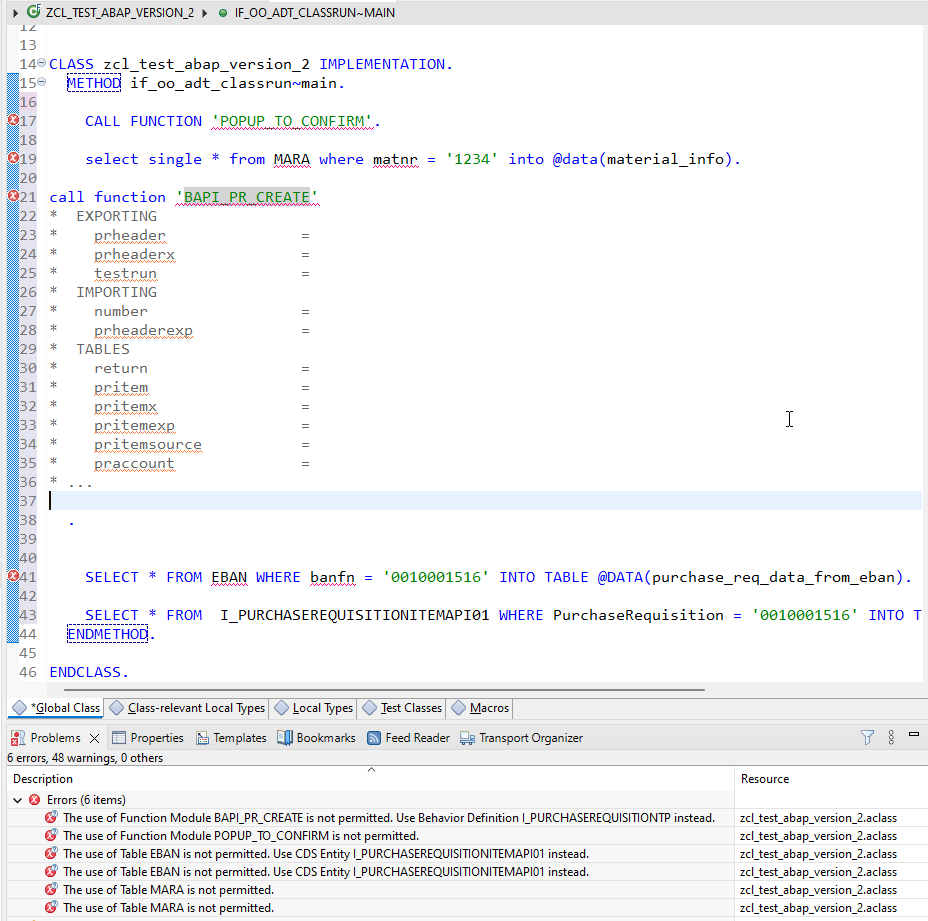 ZCL_TEST_ABAP_VERSION_2 IF_OO_ADT_CLASSRUN~MAIN
12
13
14 CLASS zcl_test_abap_version_2 IMPLEMENTATION.
15 METHOD if_oo_adt_classrun~main.
16
17 CALL FUNCTION 'POPUP_TO_CONFIRM'.
18
19 select single * from MARA where matnr = '1234' into @data(material_info).
20
21 call function 'BAPI_PR_CREATE'
22 * EXPORTING
23 * prheader =
24 * prheaderx =
25 * testrun =
26 * IMPORTING
27 * number =
28 * prheaderexp =
29 * TABLES
30 * return =
31 * pritem =
32 * pritemx =
33 * pritemexp =
34 * pritemsource =
35 * praccount =
36 * ...
37
38 .
39
40
41 SELECT * FROM EBAN WHERE banfn = '0010001516' INTO TABLE @DATA(purchase_req_data_from_eban).
42
43 SELECT * FROM I_PURCHASEREQUISITIONITEMAPI01 WHERE PurchaseRequisition = '0010001516' INTO T
44 ENDMETHOD.
45
46 ENDCLASS.
*Global Class Class-relevant Local Types Local Types Test Classes Macros
Problems Properties Templates Bookmarks Feed Reader Transport Organizer
6 errors, 48 warnings, 0 others
Description Resource
Errors (6 items)
The use of Function Module BAPI_PR_CREATE is not permitted. Use Behavior Definition I_PURCHASEREQUISITIONTP instead. zcl_test_abap_version_2.aclass
The use of Function Module POPUP_TO_CONFIRM is not permitted. zcl_test_abap_version_2.aclass
The use of Table EBAN is not permitted. Use CDS Entity I_PURCHASEREQUISITIONITEMAPI01 instead. zcl_test_abap_version_2.aclass
The use of Table EBAN is not permitted. Use CDS Entity I_PURCHASEREQUISITIONITEMAPI01 instead. zcl_test_abap_version_2.aclass
The use of Table MARA is not permitted. zcl_test_abap_version_2.aclass
The use of Table MARA is not permitted. zcl_test_abap_version_2.aclass